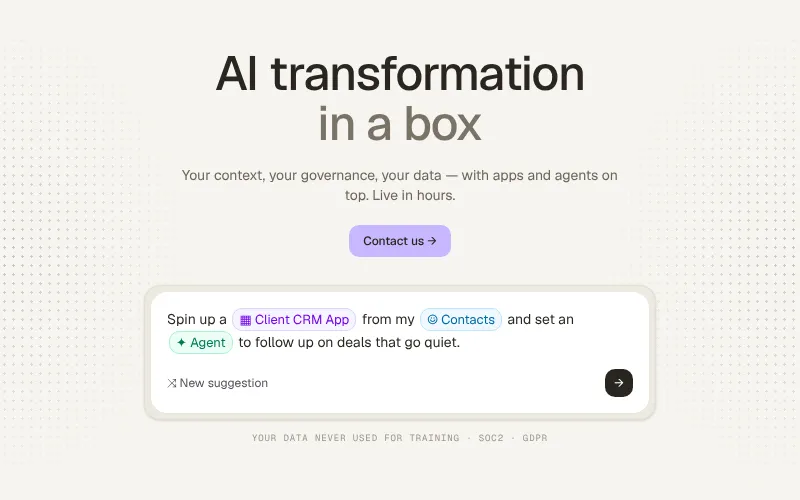 AI transformation
in a box
Your context, your governance, your data — with apps and agents on
top. Live in hours.
Contact us →
Spin up a Client CRM App from my Contacts and set an
Agent to follow up on deals that go quiet.
New suggestion
→
YOUR DATA NEVER USED FOR TRAINING · SOC2 · GDPR